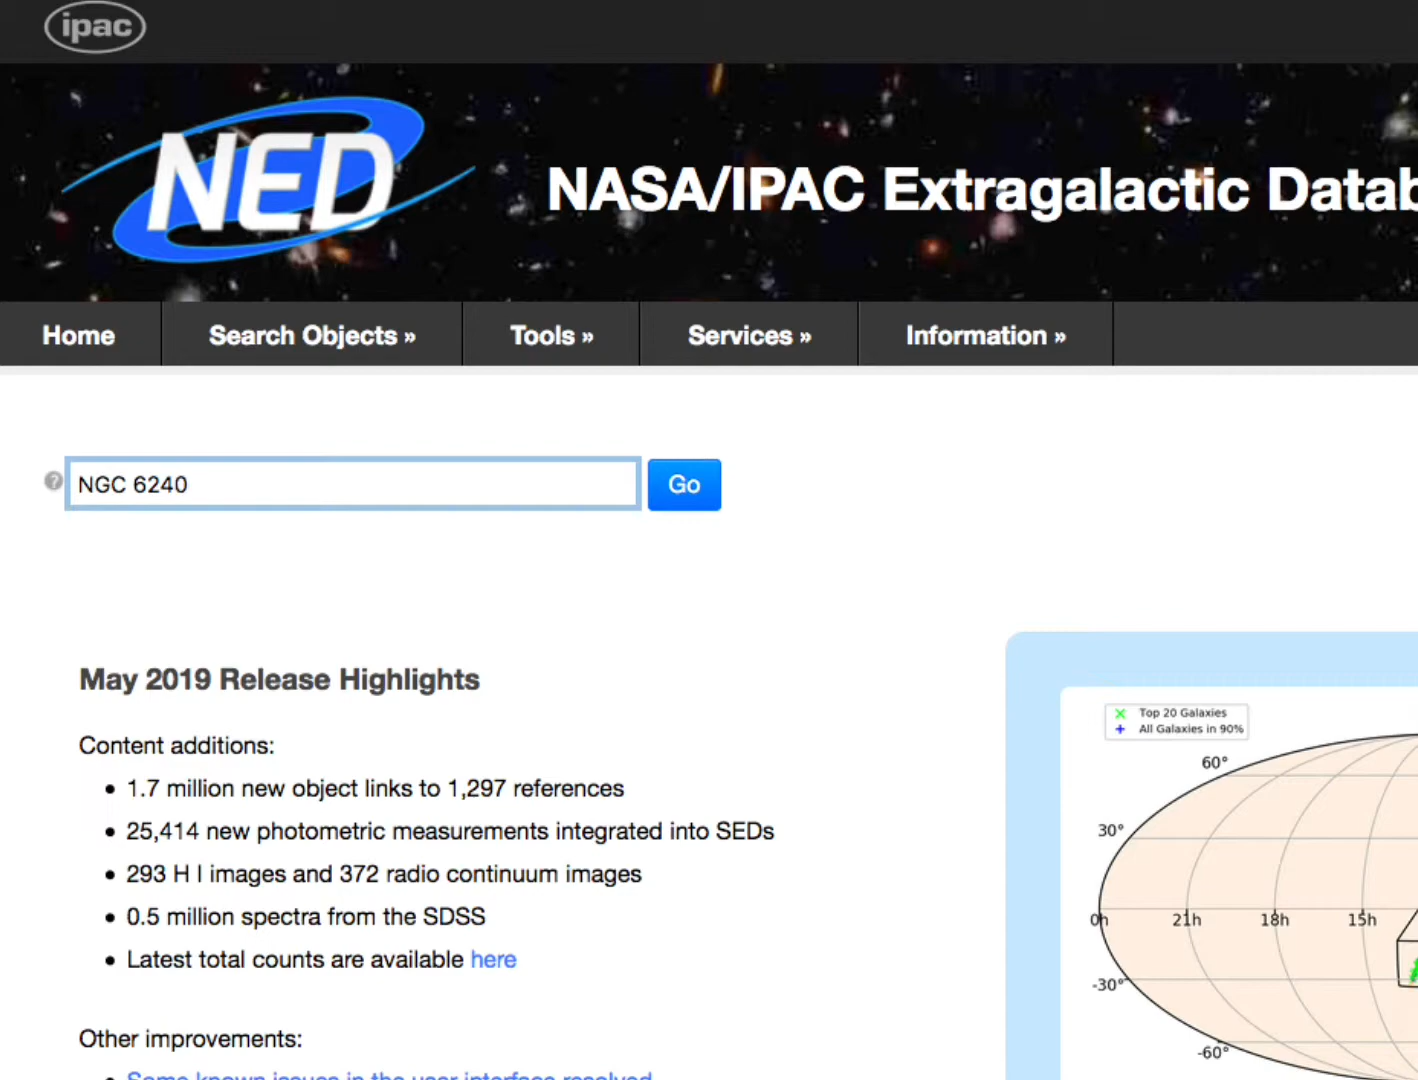 ipac
NED
NASA/IPAC Extragalactic Datab
Home Search Objects » Tools » Services » Information »
? NGC 6240 Go
May 2019 Release Highlights
Content additions:
• 1.7 million new object links to 1,297 references
• 25,414 new photometric measurements integrated into SEDs
• 293 H I images and 372 radio continuum images
• 0.5 million spectra from the SDSS
• Latest total counts are available here
Other improvements:
• Some known issues in the user interface resolved
Top 20 Galaxies
All Galaxies in 90%
60°
30°
0h 21h 18h 15h
-30°
-60°